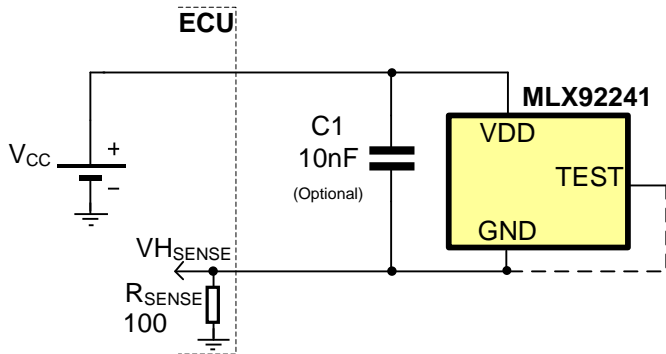 ECU
MLX92241
VDD
C1
10nF
(Optional)
VCC
+
−
TEST
GND
VHSENSE
RSENSE
100